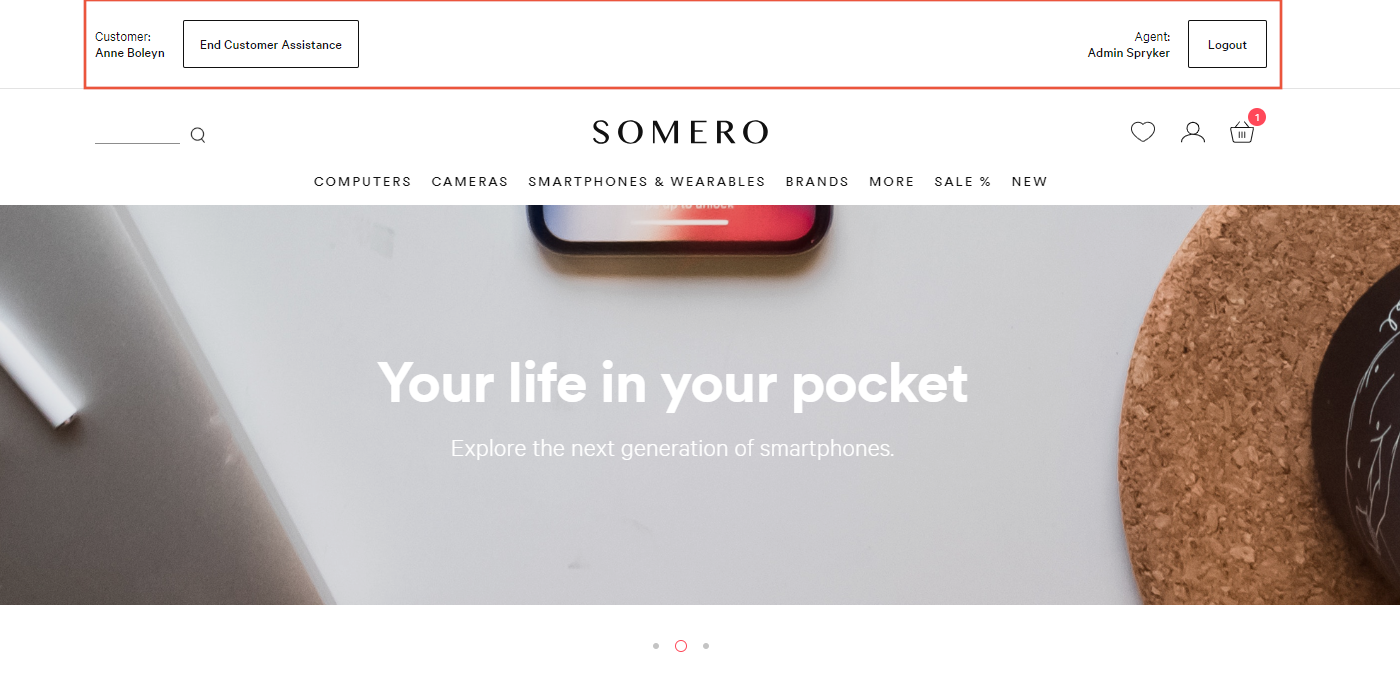 Customer:
Anne Boleyn
End Customer Assistance
Agent:
Admin Spryker
Logout
SOMERO
1
COMPUTERS CAMERAS SMARTPHONES & WEARABLES BRANDS MORE SALE % NEW
Your life in your pocket
Explore the next generation of smartphones.